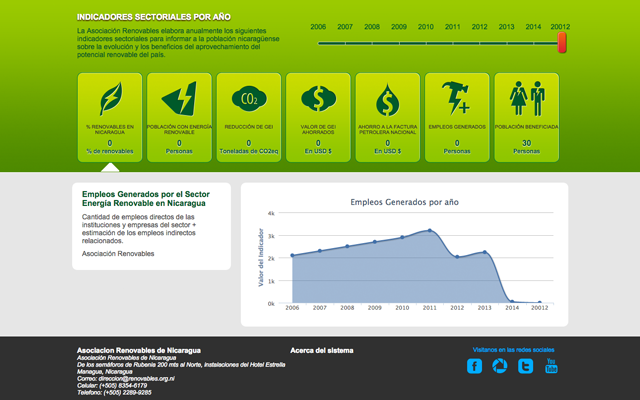 INDICADORES SECTORIALES POR AÑO
La Asociación Renovables elabora anualmente los siguientes
indicadores sectoriales para informar a la población nicaragüense
sobre la evolución y los beneficios del aprovechamiento del
potencial renovable del país.
2006 2007 2008 2009 2010 2011 2012 2013 2014 20012
CO2
$
$
% RENOVABLES EN
NICARAGUA
0
% de renovables
POBLACIÓN CON ENERGÍA
RENOVABLE
0
Personas
REDUCCIÓN DE GEI
0
Toneladas de CO2eq
VALOR DE GEI
AHORRADOS
0
En USD $
AHORRO A LA FACTURA
PETROLERA NACIONAL
0
En USD $
EMPLEOS GENERADOS
0
Personas
POBLACIÓN BENEFICIADA
30
Personas
Empleos Generados por el Sector
Energía Renovable en Nicaragua
Cantidad de empleos directos de las
instituciones y empresas del sector +
estimación de los empleos indirectos
relacionados.
Asociación Renovables
Empleos Generados por año
Valor del Indicador
4k
3k
2k
1k
0k
2006 2007 2008 2009 2010 2011 2012 2013 2014 20012
Asociacion Renovables de Nicaragua
Asociación Renovables de Nicaragua
De los semáforos de Rubenia 200 mts al Norte, instalaciones del Hotel Estrella
Managua, Nicaragua
Correo: direccion@renovables.org.ni
Celular: (+505) 8354-6179
Telefono: (+505) 2289-9285
Acerca del sistema
Visitanos en las redes sociales
f
t
You
Tube